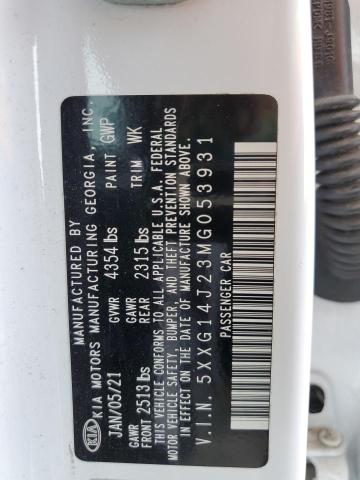 KIA
MANUFACTURED BY
KIA MOTORS MANUFACTURING GEORGIA, INC.
JAN/05/21 GVWR 4354 lbs PAINT GWP
GAWR FRONT 2513 lbs GAWR REAR 2315 lbs TRIM WK
THIS VEHICLE CONFORMS TO ALL APPLICABLE U.S.A. FEDERAL
MOTOR VEHICLE SAFETY, BUMPER, AND THEFT PREVENTION STANDARDS
IN EFFECT ON THE DATE OF MANUFACTURE SHOWN ABOVE.
V.I.N. 5XXG14J23MG053931
PASSENGER CAR